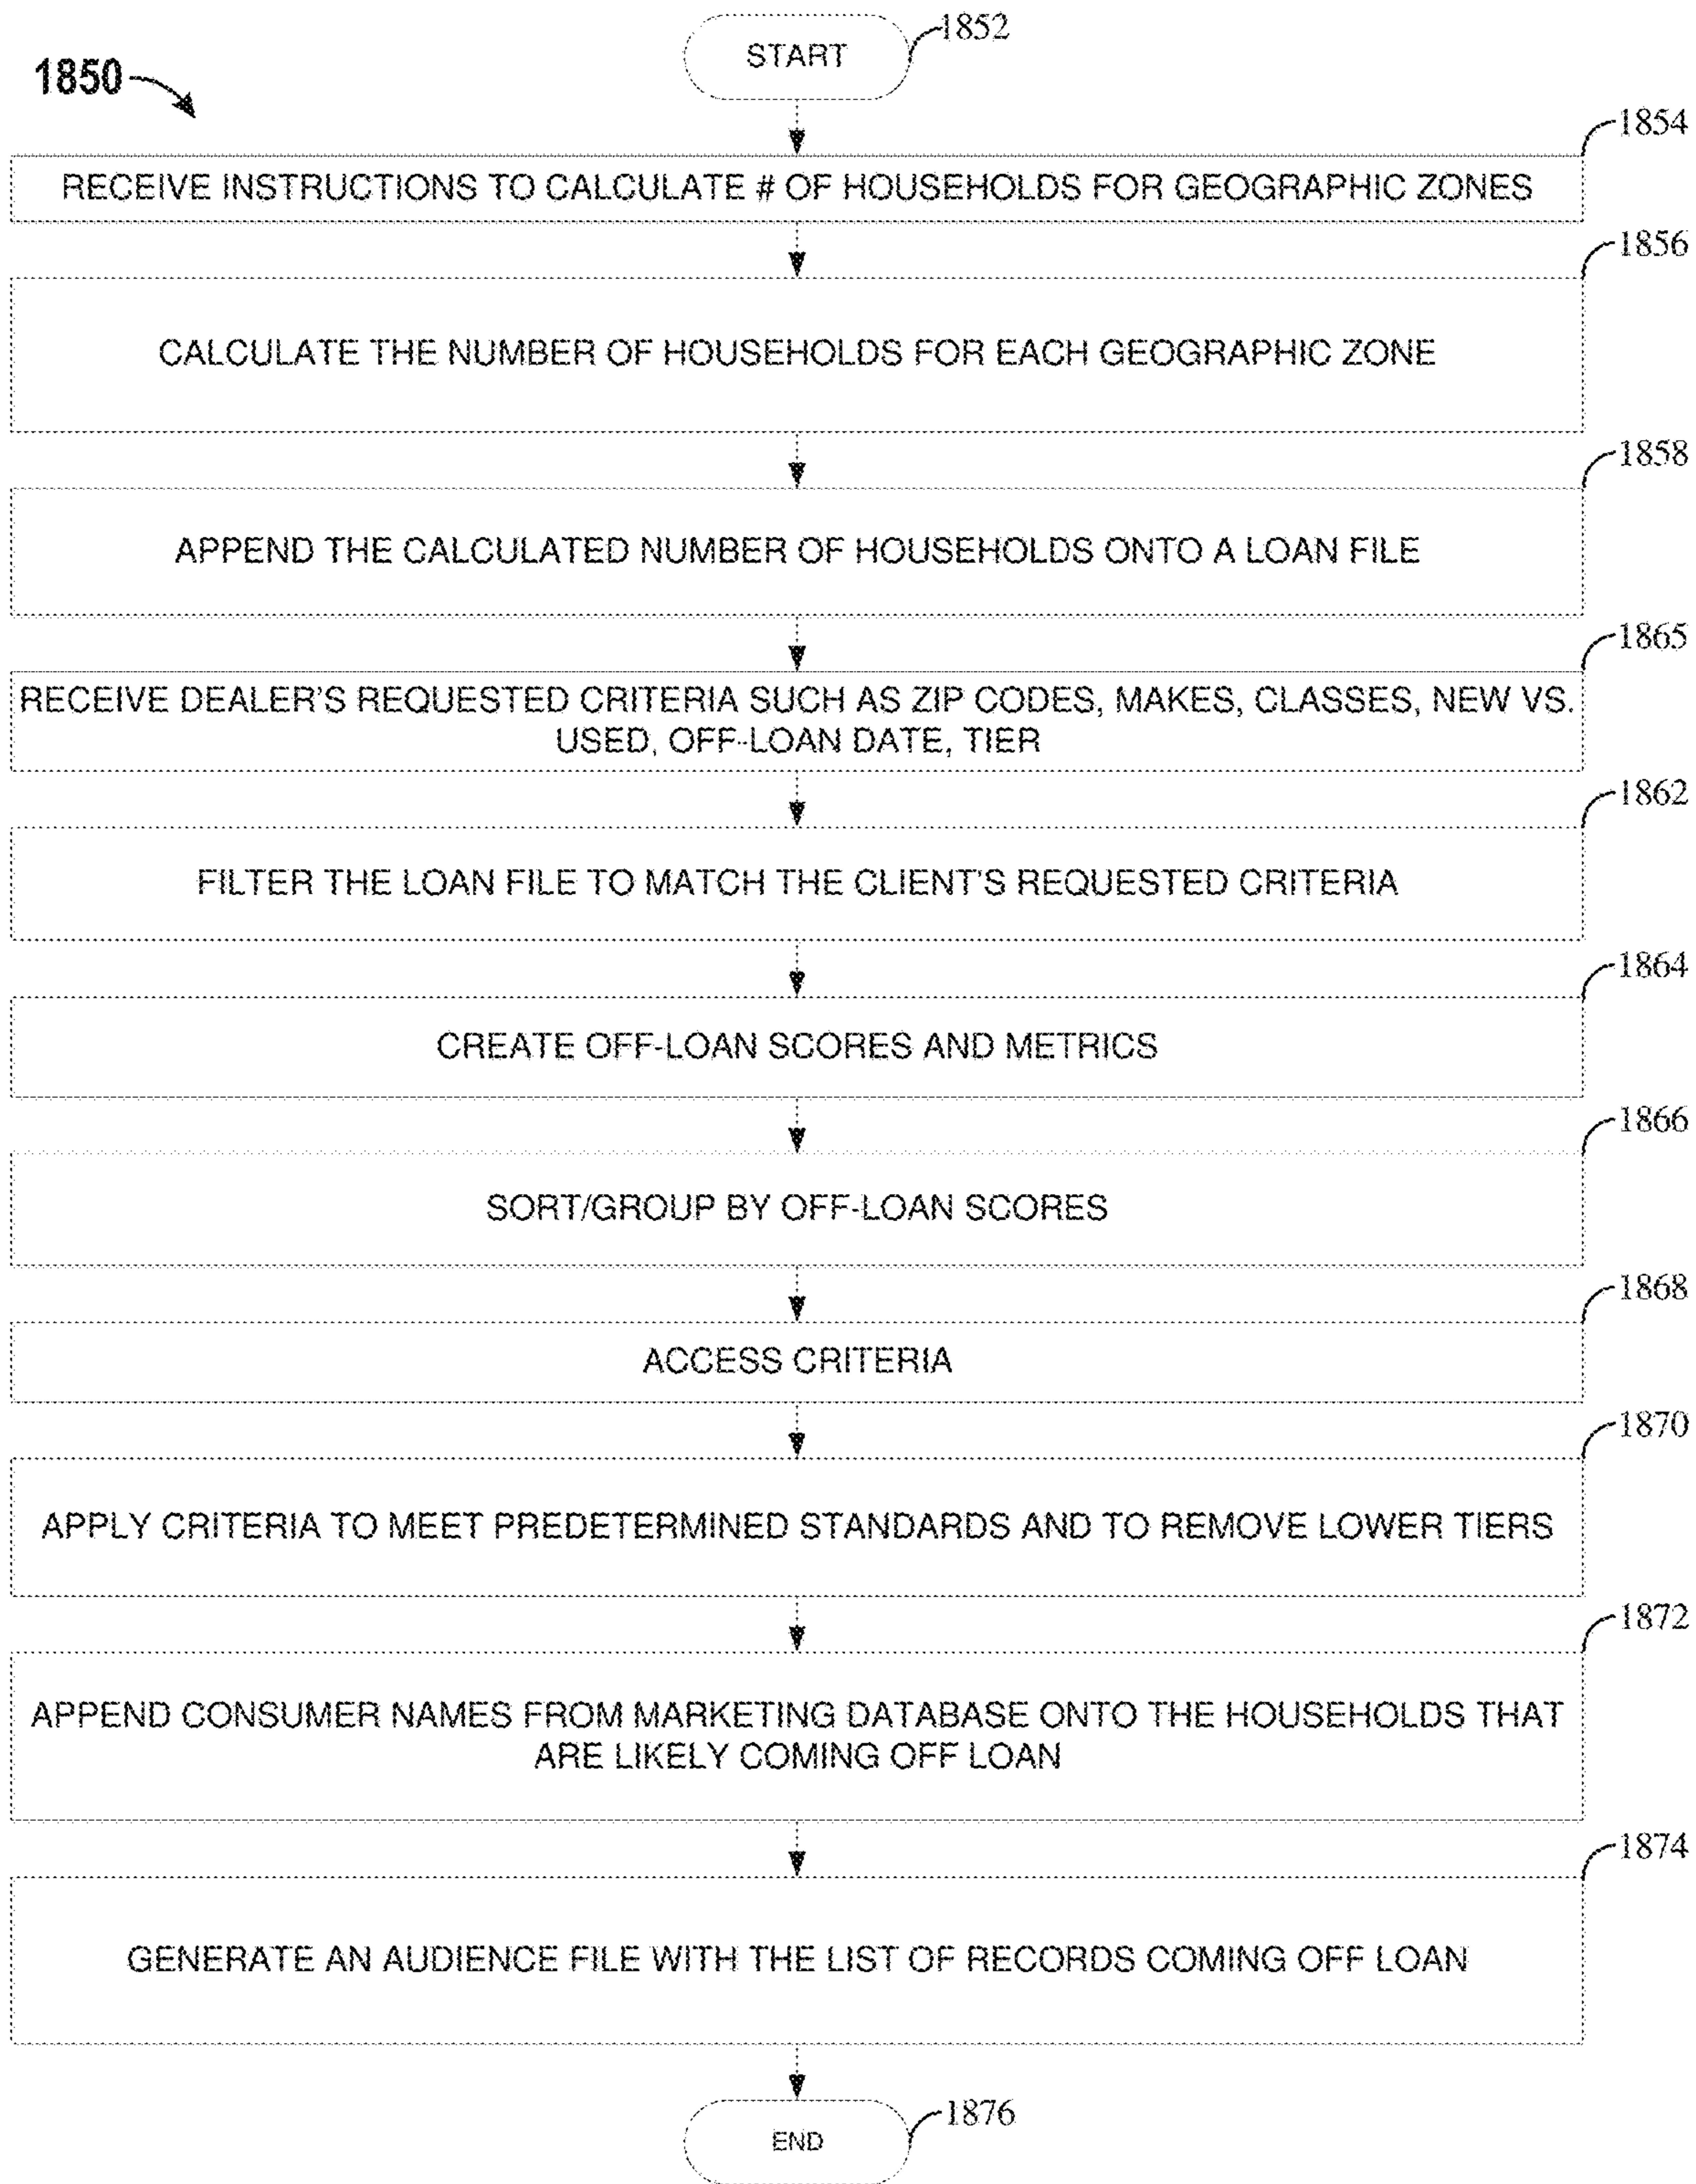 1852
START
1850
1854
RECEIVE INSTRUCTIONS TO CALCULATE # OF HOUSEHOLDS FOR GEOGRAPHIC ZONES
1856
CALCULATE THE NUMBER OF HOUSEHOLDS FOR EACH GEOGRAPHIC ZONE
1858
APPEND THE CALCULATED NUMBER OF HOUSEHOLDS ONTO A LOAN FILE
1865
RECEIVE DEALER'S REQUESTED CRITERIA SUCH AS ZIP CODES, MAKES, CLASSES, NEW VS.
USED, OFF-LOAN DATE, TIER
1862
FILTER THE LOAN FILE TO MATCH THE CLIENT'S REQUESTED CRITERIA
1864
CREATE OFF-LOAN SCORES AND METRICS
1866
SORT/GROUP BY OFF-LOAN SCORES
1868
ACCESS CRITERIA
1870
APPLY CRITERIA TO MEET PREDETERMINED STANDARDS AND TO REMOVE LOWER TIERS
1872
APPEND CONSUMER NAMES FROM MARKETING DATABASE ONTO THE HOUSEHOLDS THAT
ARE LIKELY COMING OFF LOAN
1874
GENERATE AN AUDIENCE FILE WITH THE LIST OF RECORDS COMING OFF LOAN
1876
END